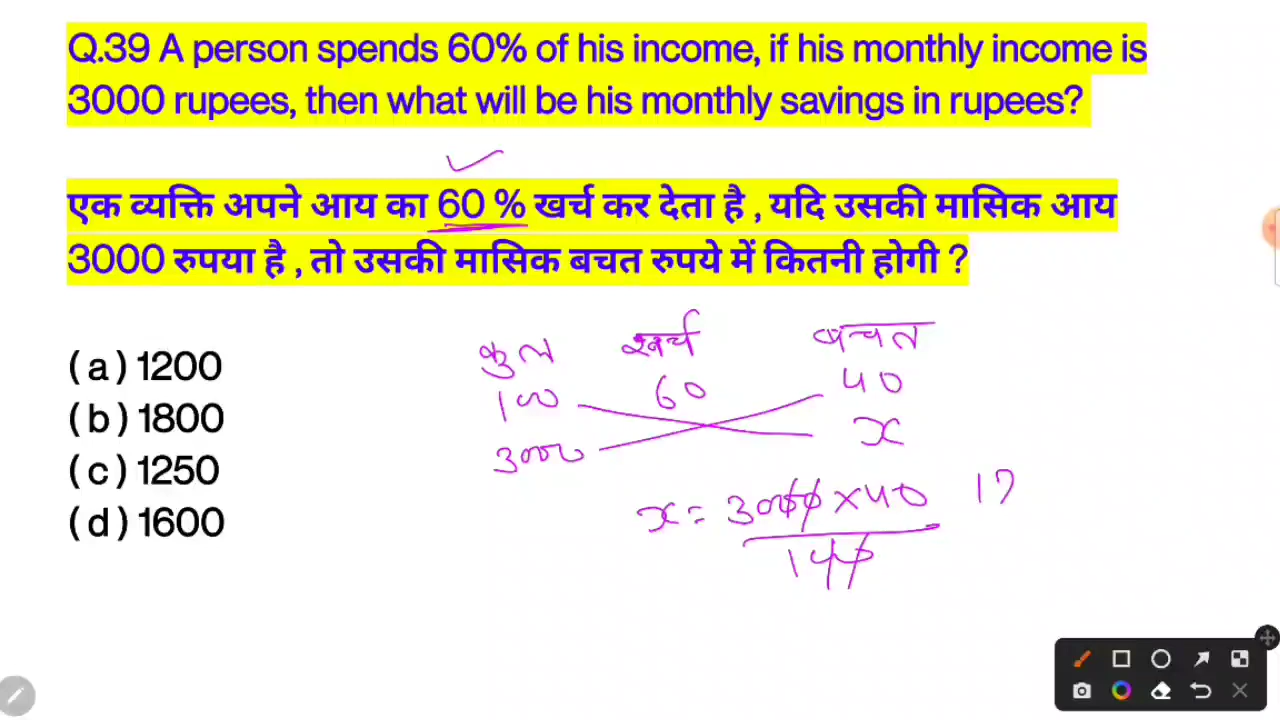 Q.39 A person spends 60% of his income, if his monthly income is
3000 rupees, then what will be his monthly savings in rupees?
एक व्यक्ति अपने आय का 60 % खर्च कर देता है , यदि उसकी मासिक आय
3000 रुपया है , तो उसकी मासिक बचत रुपये में कितनी होगी ?
( a ) 1200
( b ) 1800
( c ) 1250
( d ) 1600
कुल खर्च बचत
100 60 40
3000 x
x = 3000 × 40 12
100